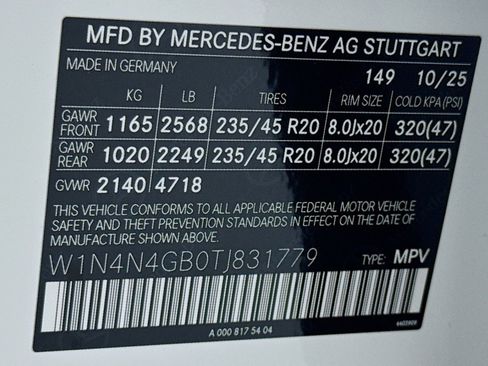 MFD BY MERCEDES-BENZ AG STUTTGART
MADE IN GERMANY 149 10/25
KG LB TIRES RIM SIZE COLD KPA (PSI)
GAWR FRONT 1165 2568 235/45 R20 8.0Jx20 320(47)
GAWR REAR 1020 2249 235/45 R20 8.0Jx20 320(47)
GVWR 2140 4718
THIS VEHICLE CONFORMS TO ALL APPLICABLE FEDERAL MOTOR VEHICLE
SAFETY AND THEFT PREVENTION STANDARDS IN EFFECT ON THE DATE
OF MANUFACTURE SHOWN ABOVE.
W1N4N4GB0TJ831779 TYPE: MPV
A 000 817 54 04